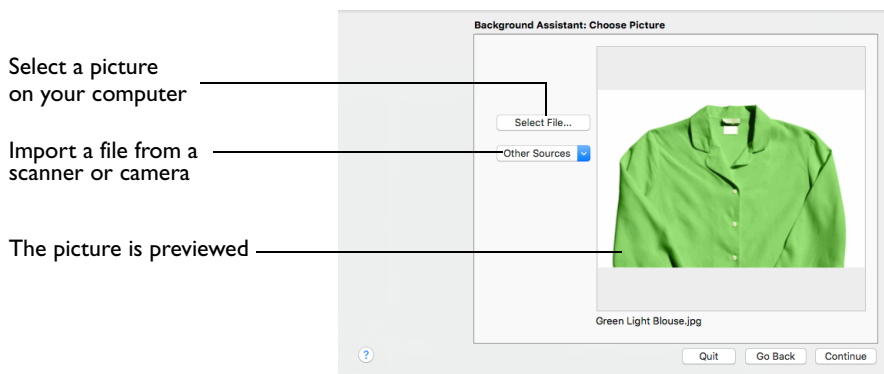 Background Assistant: Choose Picture
Select a picture
on your computer
Select File...
Import a file from a
scanner or camera
Other Sources
The picture is previewed
Green Light Blouse.jpg
?
Quit
Go Back
Continue